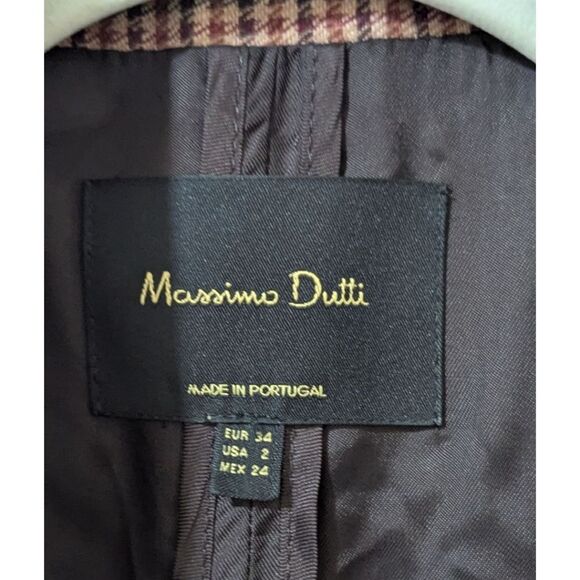 Massimo Dutti
MADE IN PORTUGAL
EUR 34
USA 2
MEX 24